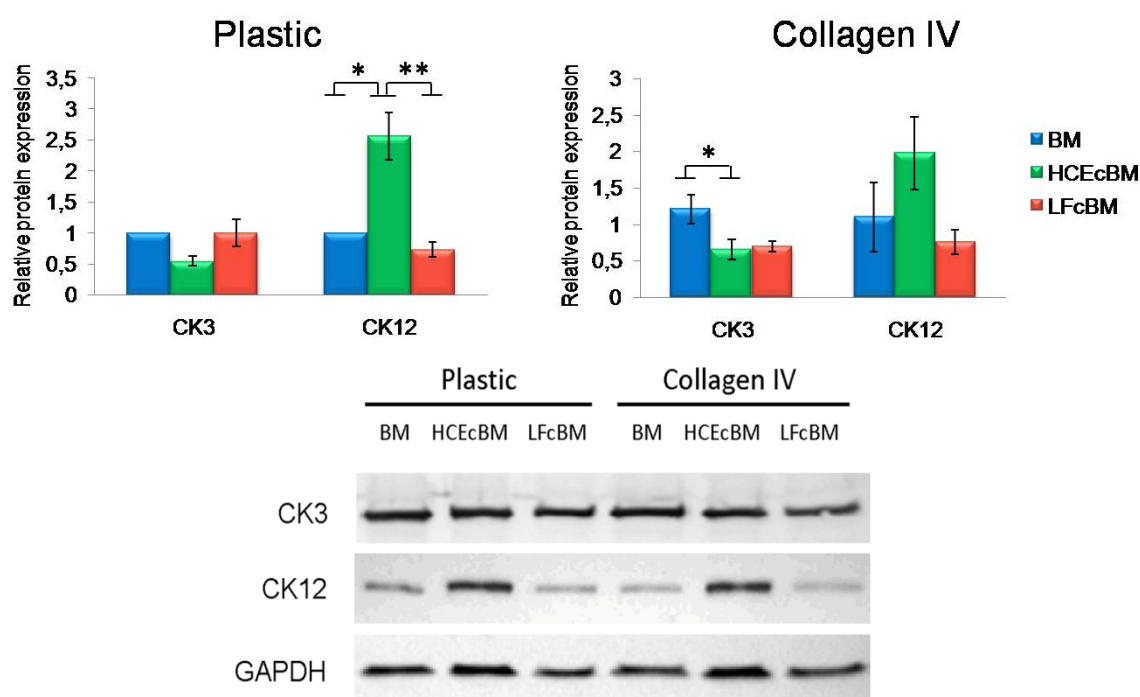 Plastic
Relative protein expression
3,5
3
2,5
2
1,5
1
0,5
0
* **
CK3 CK12
Collagen IV
Relative protein expression
3
2,5
2
1,5
1
0,5
0
*
CK3 CK12
BM
HCEcBM
LFcBM
Plastic Collagen IV
BM HCEcBM LFcBM BM HCEcBM LFcBM
CK3
CK12
GAPDH